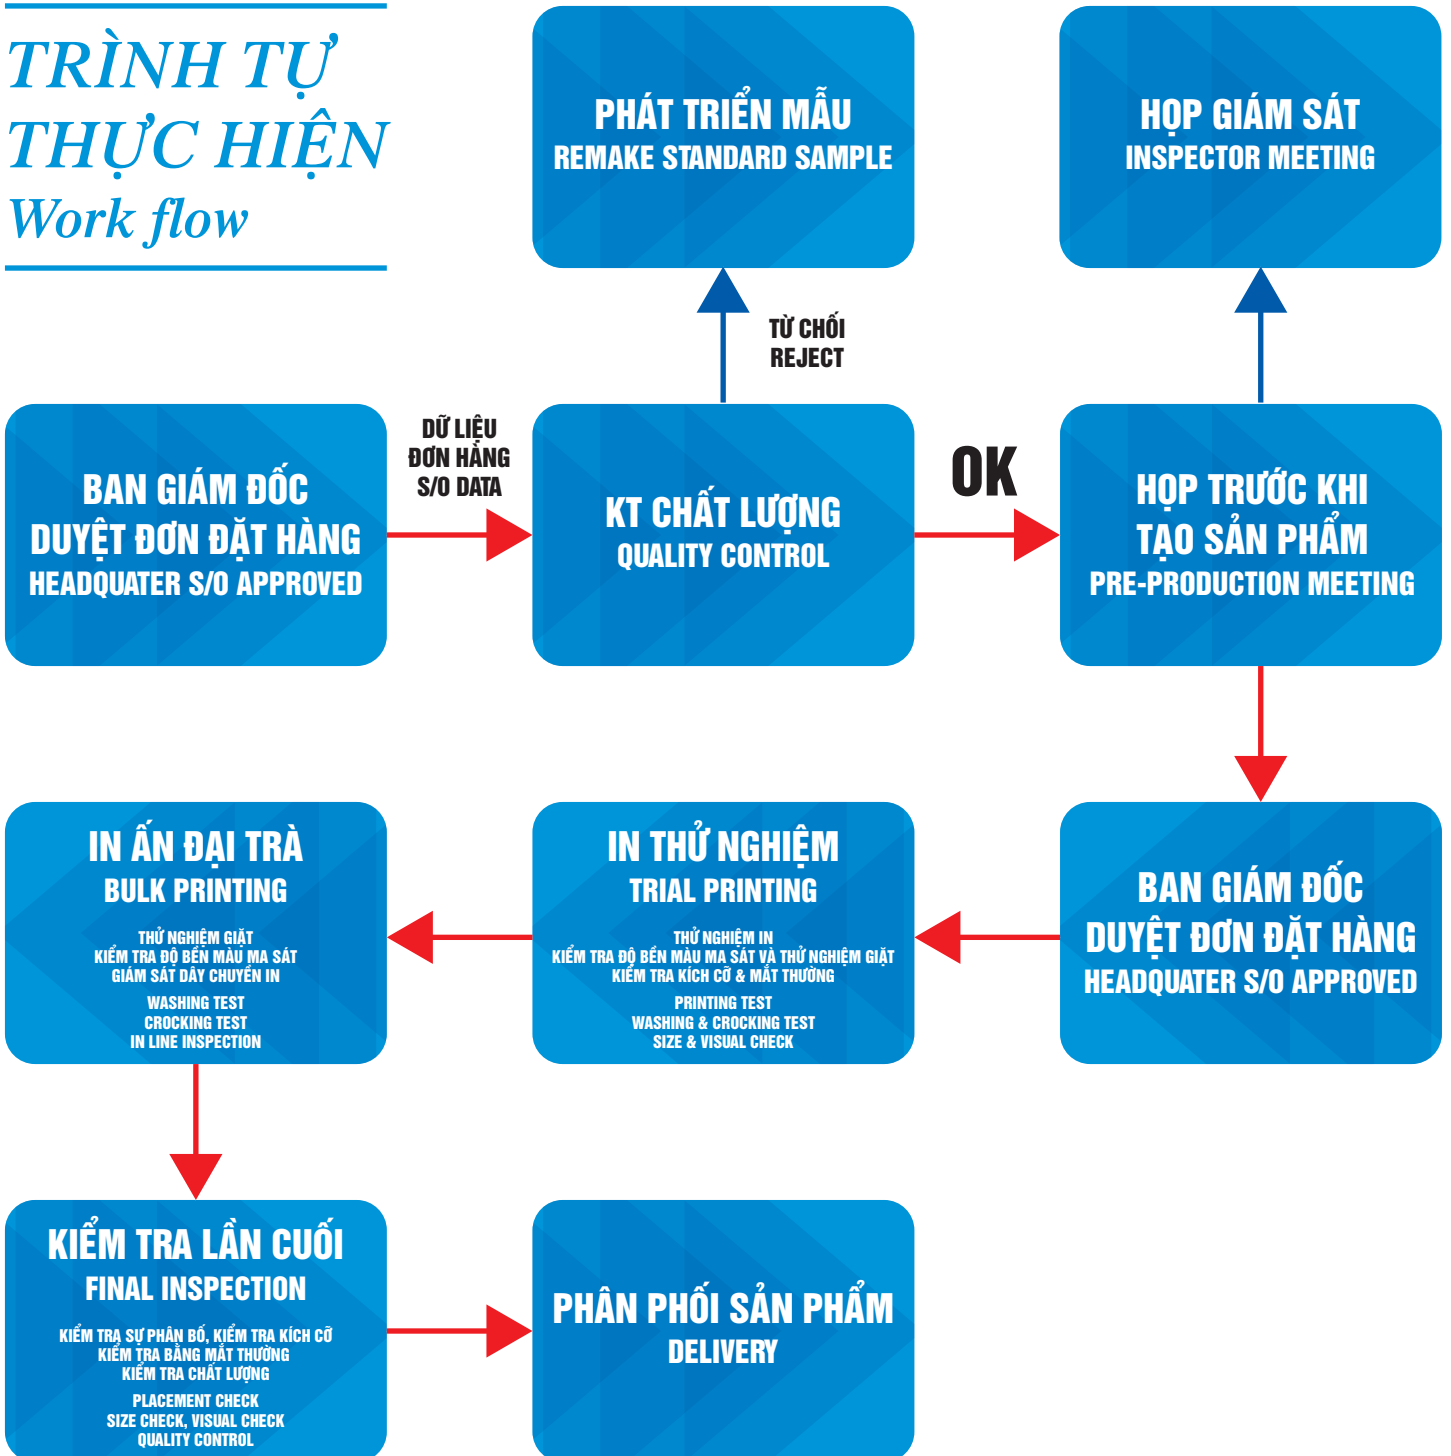 TRÌNH TỰ
THỰC HIỆN
Work flow
PHÁT TRIỂN MẪU
REMAKE STANDARD SAMPLE
HỌP GIÁM SÁT
INSPECTOR MEETING
TỪ CHỐI
REJECT
BAN GIÁM ĐỐC
DUYỆT ĐƠN ĐẶT HÀNG
HEADQUATER S/O APPROVED
DỮ LIỆU
ĐƠN HÀNG
S/O DATA
KT CHẤT LƯỢNG
QUALITY CONTROL
OK
HỌP TRƯỚC KHI
TẠO SẢN PHẨM
PRE-PRODUCTION MEETING
IN ẤN ĐẠI TRÀ
BULK PRINTING
THỬ NGHIỆM GIẶT
KIỂM TRA ĐỘ BỀN MÀU MA SÁT
GIÁM SÁT DÂY CHUYỀN IN
WASHING TEST
CROCKING TEST
IN LINE INSPECTION
IN THỬ NGHIỆM
TRIAL PRINTING
THỬ NGHIỆM IN
KIỂM TRA ĐỘ BỀN MÀU MA SÁT VÀ THỬ NGHIỆM GIẶT
KIỂM TRA KÍCH CỠ & MẮT THƯỜNG
PRINTING TEST
WASHING & CROCKING TEST
SIZE & VISUAL CHECK
BAN GIÁM ĐỐC
DUYỆT ĐƠN ĐẶT HÀNG
HEADQUATER S/O APPROVED
KIỂM TRA LẦN CUỐI
FINAL INSPECTION
KIỂM TRA SỰ PHÂN BỐ, KIỂM TRA KÍCH CỠ
KIỂM TRA BẰNG MẮT THƯỜNG
KIỂM TRA CHẤT LƯỢNG
PLACEMENT CHECK
SIZE CHECK, VISUAL CHECK
QUALITY CONTROL
PHÂN PHỐI SẢN PHẨM
DELIVERY